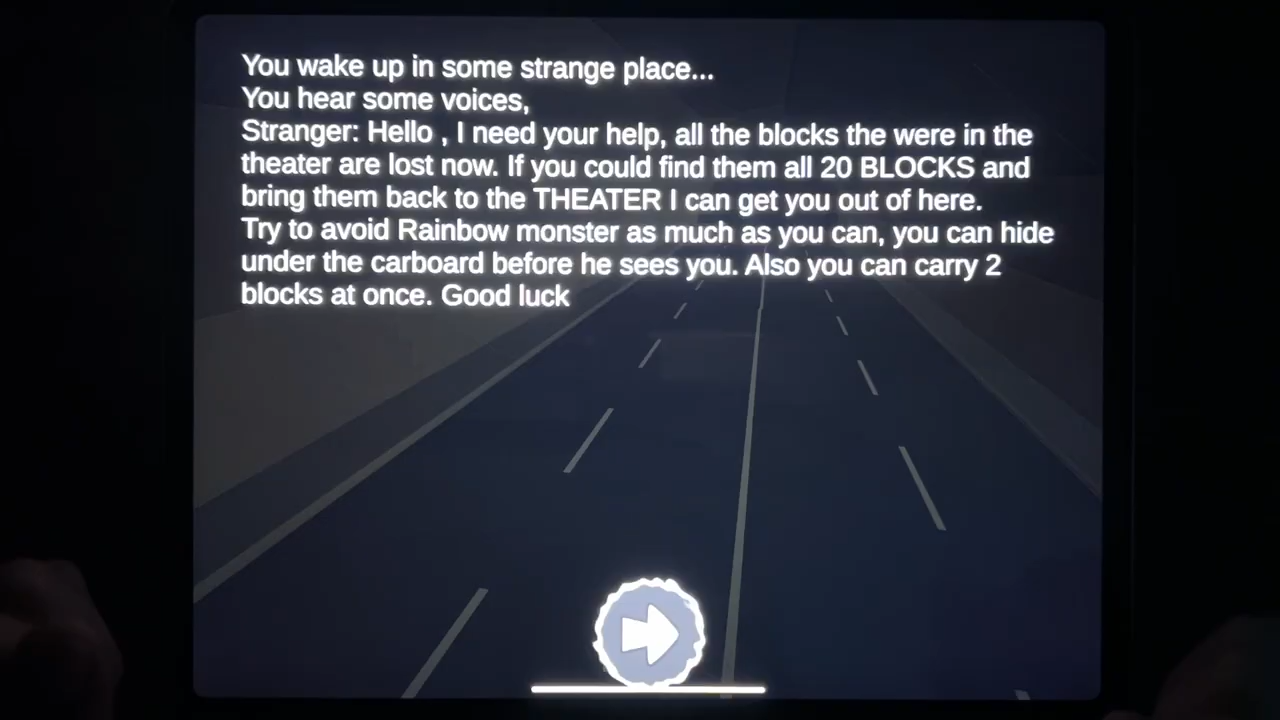 You wake up in some strange place...
You hear some voices,
Stranger: Hello , I need your help, all the blocks the were in the
theater are lost now. If you could find them all 20 BLOCKS and
bring them back to the THEATER I can get you out of here.
Try to avoid Rainbow monster as much as you can, you can hide
under the carboard before he sees you. Also you can carry 2
blocks at once. Good luck